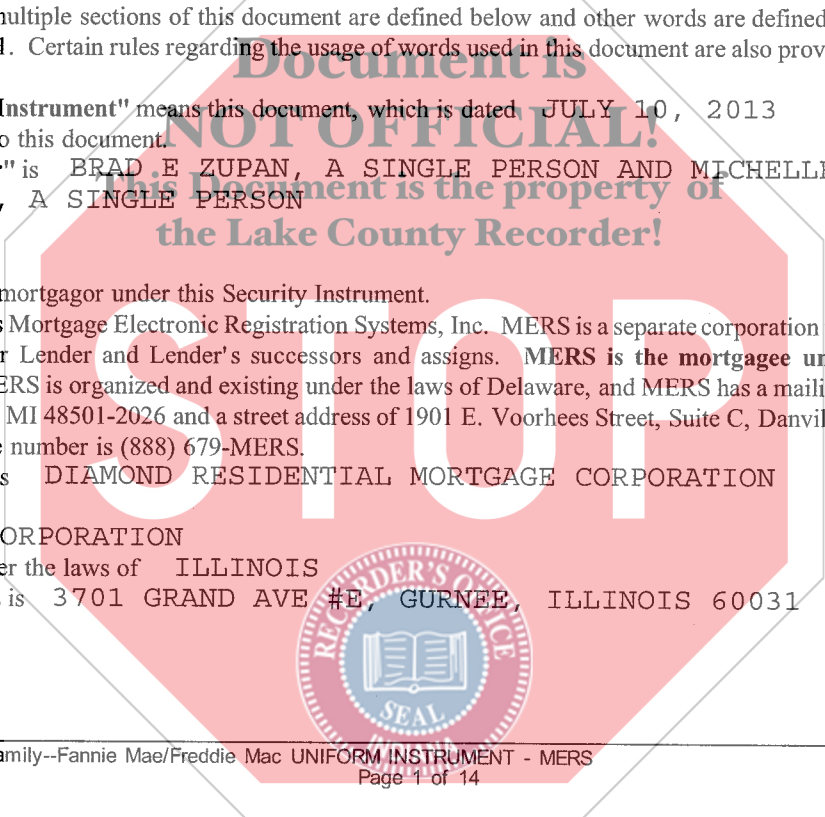 multiple sections of this document are defined below and other words are defined
1. Certain rules regarding the usage of words used in this document are also prov
Document is
Instrument" means this document, which is dated JULY 10, 2013
NOT OFFICIAL!
o this document.
" is BRAD E ZUPAN, A SINGLE PERSON AND MICHELLE
This Document is the property of
, A SINGLE PERSON
the Lake County Recorder!
mortgagor under this Security Instrument.
s Mortgage Electronic Registration Systems, Inc. MERS is a separate corporation
r Lender and Lender's successors and assigns. MERS is the mortgagee un
ERS is organized and existing under the laws of Delaware, and MERS has a maili
MI 48501-2026 and a street address of 1901 E. Voorhees Street, Suite C, Danvil
e number is (888) 679-MERS.
STOP
s DIAMOND RESIDENTIAL MORTGAGE CORPORATION
ORPORATION
er the laws of ILLINOIS
is 3701 GRAND AVE #E, GURNEE, ILLINOIS 60031
RECORDER'S OFFICE
SEAL
INDIANA
amily--Fannie Mae/Freddie Mac UNIFORM INSTRUMENT - MERS
Page 1 of 14